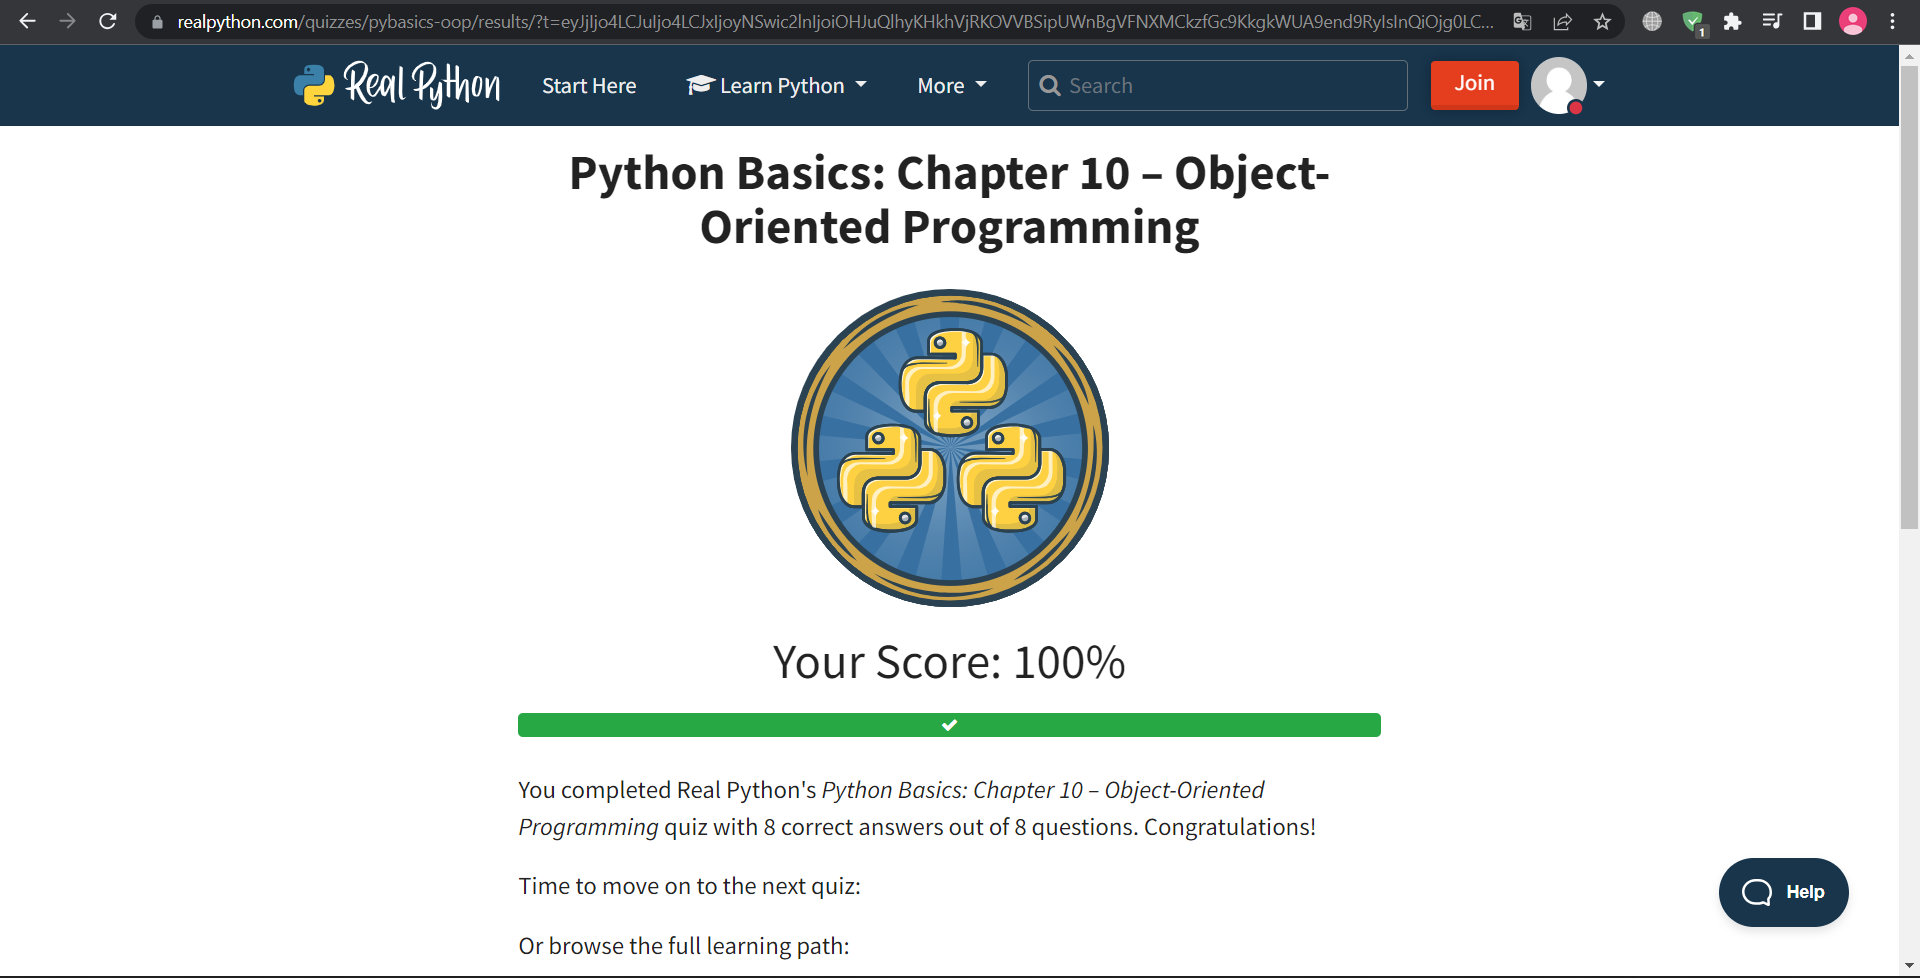 realpython.com/quizzes/pybasics-oop/results/?t=eyJjIjo4LCJuIjo4LCJxIjoyNSwic2lnIjoiOHJuQlhyKHkhVjRKOVVBSipUWnBgVFNXMCkzfGc9KkgkWUA9end9RyIsInQiOjg0LC...
1
Real Python
Start Here
Learn Python
More
Search
Join
Python Basics: Chapter 10 – Object-
Oriented Programming
Your Score: 100%
You completed Real Python's Python Basics: Chapter 10 – Object-Oriented
Programming quiz with 8 correct answers out of 8 questions. Congratulations!
Time to move on to the next quiz:
Or browse the full learning path:
Help